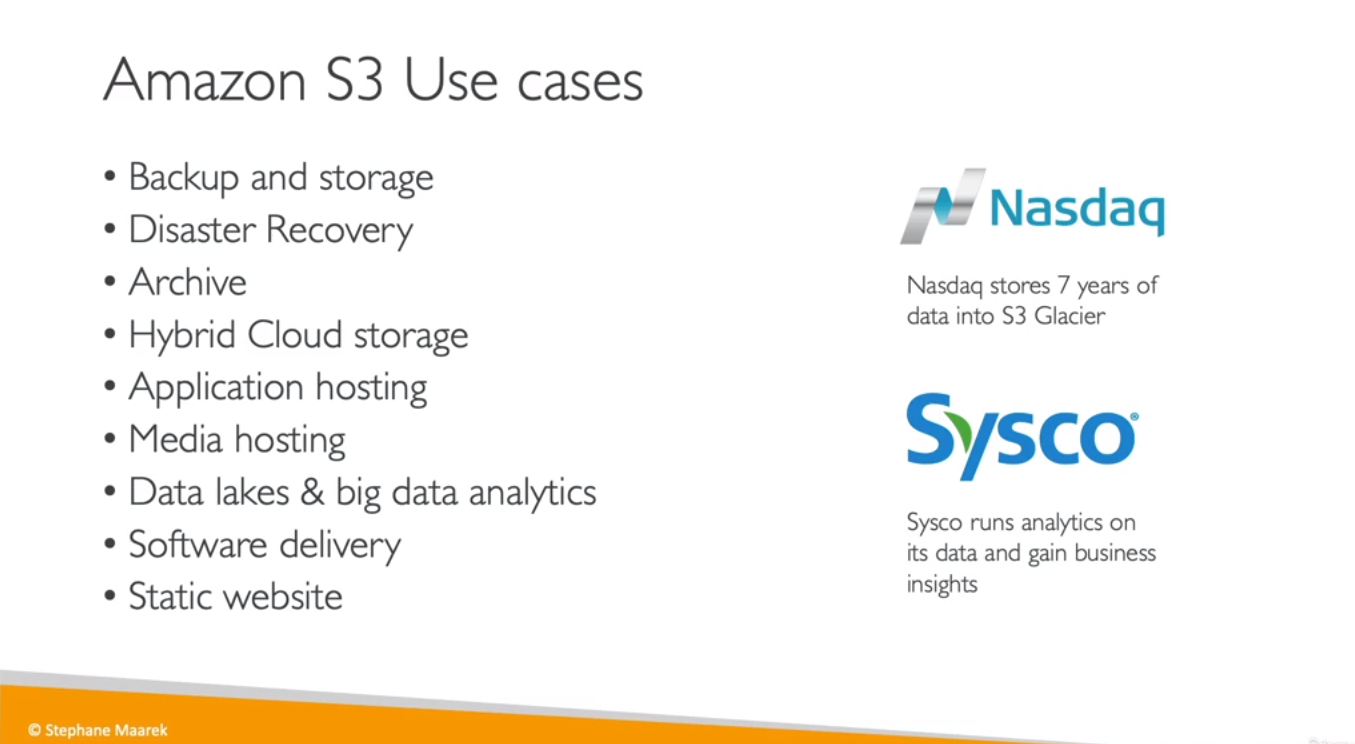 Amazon S3 Use cases
• Backup and storage
• Disaster Recovery
• Archive
• Hybrid Cloud storage
• Application hosting
• Media hosting
• Data lakes & big data analytics
• Software delivery
• Static website
Nasdaq
Nasdaq stores 7 years of
data into S3 Glacier
Sysco®
Sysco runs analytics on
its data and gain business
insights
© Stephane Maarek